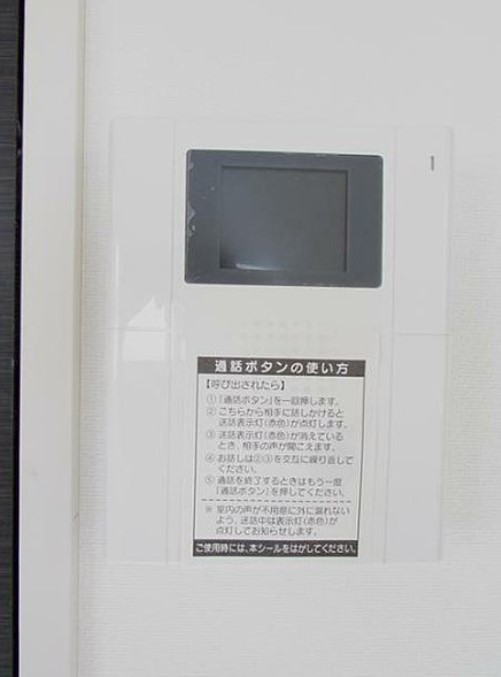 通話ボタンの使い方
【呼び出されたら】
①「通話ボタン」を一回押します。
② こちらから相手に話しかけると
送話表示灯(赤色)が点灯します。
③ 送話表示灯(赤色)が消えている
とき、相手の声が聞こえます。
④ お話しは②③を交互に繰り返して
ください。
⑤ 通話を終了するときはもう一度
「通話ボタン」を押してください。
※ 室内の声が不用意に外に漏れない
よう、送話中は表示灯(赤色)が
点灯してお知らせします。
ご使用時には、本シールをはがしてください。